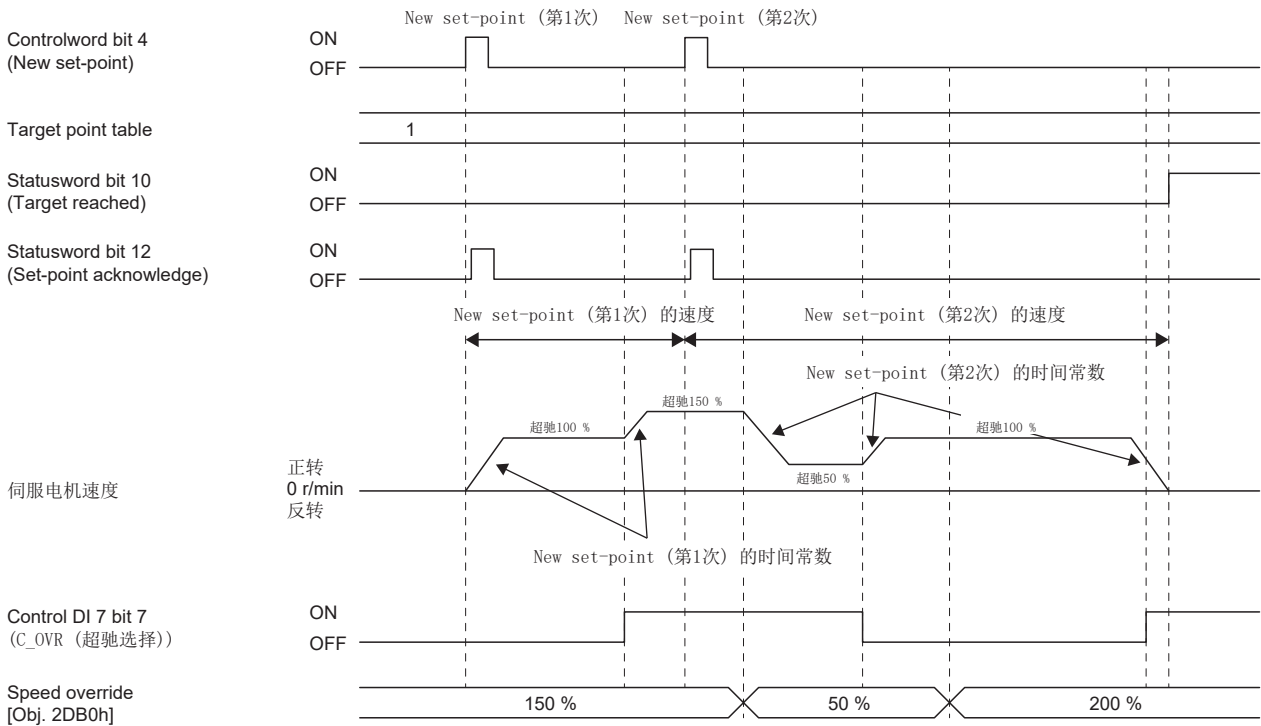 New set-point (第1次) New set-point (第2次)
Controlword bit 4
(New set-point)
ON
OFF
Target point table
1
Statusword bit 10
(Target reached)
ON
OFF
Statusword bit 12
(Set-point acknowledge)
ON
OFF
New set-point (第1次) 的速度
New set-point (第2次) 的速度
New set-point (第2次) 的时间常数
超驰150 %
超驰100 %
超驰100 %
超驰50 %
伺服电机速度
正转
0 r/min
反转
New set-point (第1次) 的时间常数
Control DI 7 bit 7
(C_OVR (超驰选择))
ON
OFF
Speed override
[Obj. 2DB0h]
150 %
50 %
200 %